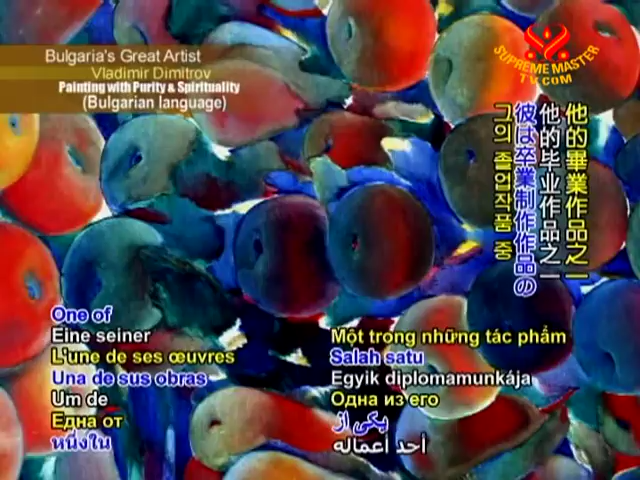 Bulgaria's Great Artist
Vladimir Dimitrov
Painting with Purity & Spirituality
(Bulgarian language)
SUPREME MASTER
TV.COM
他的畢業作品之一
他的毕业作品之一
彼は卒業制作作品の
그의 졸업작품 중
One of
Eine seiner
L'une de ses œuvres
Una de sus obras
Um de
Една от
หนึ่งใน
Một trong những tác phẩm
Salah satu
Egyik diplomamunkája
Одна из его
یکی از
أحد أعماله